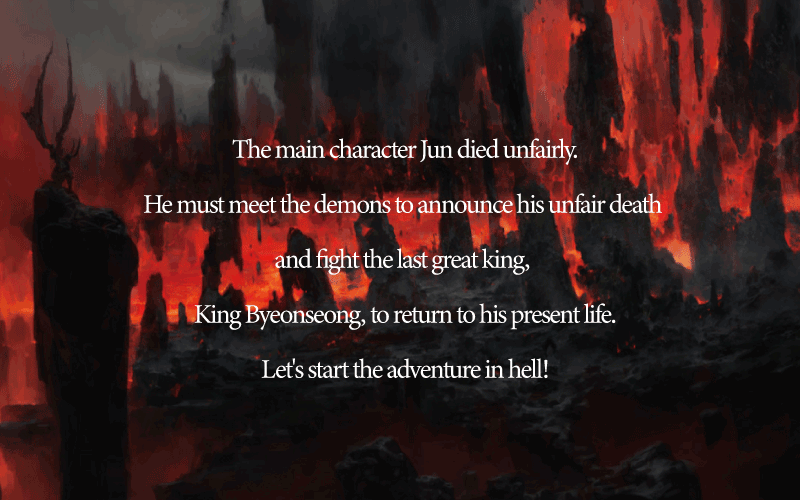 The main character Jun died unfairly.
He must meet the demons to announce his unfair death
and fight the last great king,
King Byeonseong, to return to his present life.
Let's start the adventure in hell!